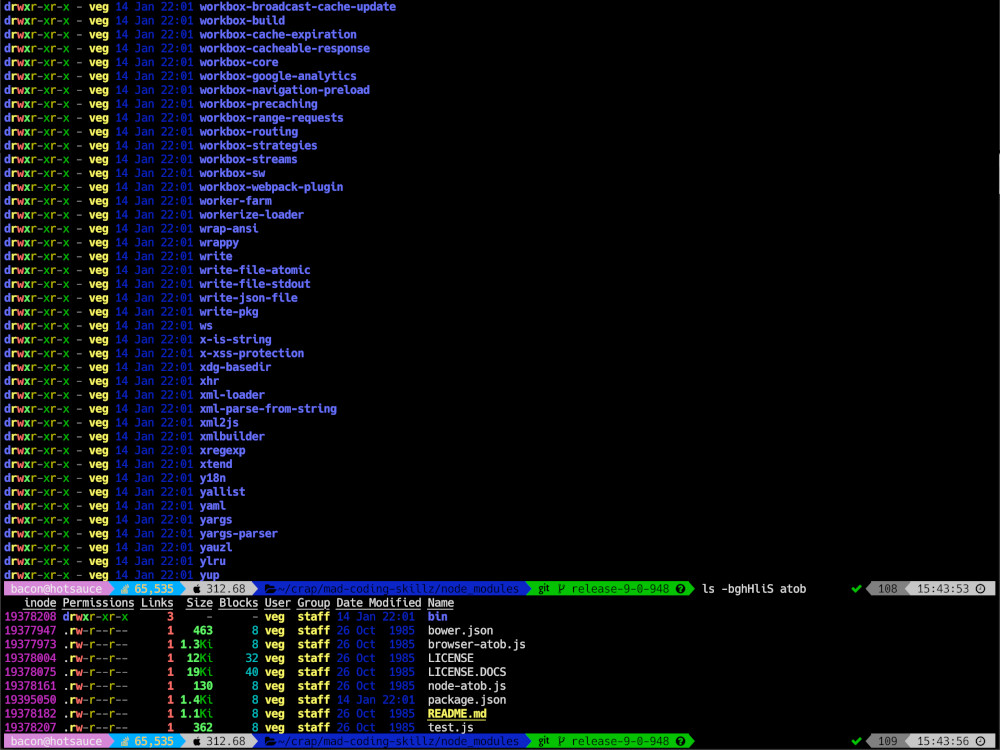 drwxr-xr-x - veg 14 Jan 22:01 workbox-broadcast-cache-update
drwxr-xr-x - veg 14 Jan 22:01 workbox-build
drwxr-xr-x - veg 14 Jan 22:01 workbox-cache-expiration
drwxr-xr-x - veg 14 Jan 22:01 workbox-cacheable-response
drwxr-xr-x - veg 14 Jan 22:01 workbox-core
drwxr-xr-x - veg 14 Jan 22:01 workbox-google-analytics
drwxr-xr-x - veg 14 Jan 22:01 workbox-navigation-preload
drwxr-xr-x - veg 14 Jan 22:01 workbox-precaching
drwxr-xr-x - veg 14 Jan 22:01 workbox-range-requests
drwxr-xr-x - veg 14 Jan 22:01 workbox-routing
drwxr-xr-x - veg 14 Jan 22:01 workbox-strategies
drwxr-xr-x - veg 14 Jan 22:01 workbox-streams
drwxr-xr-x - veg 14 Jan 22:01 workbox-sw
drwxr-xr-x - veg 14 Jan 22:01 workbox-webpack-plugin
drwxr-xr-x - veg 14 Jan 22:01 worker-farm
drwxr-xr-x - veg 14 Jan 22:01 workerize-loader
drwxr-xr-x - veg 14 Jan 22:01 wrap-ansi
drwxr-xr-x - veg 14 Jan 22:01 wrappy
drwxr-xr-x - veg 14 Jan 22:01 write
drwxr-xr-x - veg 14 Jan 22:01 write-file-atomic
drwxr-xr-x - veg 14 Jan 22:01 write-file-stdout
drwxr-xr-x - veg 14 Jan 22:01 write-json-file
drwxr-xr-x - veg 14 Jan 22:01 write-pkg
drwxr-xr-x - veg 14 Jan 22:01 ws
drwxr-xr-x - veg 14 Jan 22:01 x-is-string
drwxr-xr-x - veg 14 Jan 22:01 x-xss-protection
drwxr-xr-x - veg 14 Jan 22:01 xdg-basedir
drwxr-xr-x - veg 14 Jan 22:01 xhr
drwxr-xr-x - veg 14 Jan 22:01 xml-loader
drwxr-xr-x - veg 14 Jan 22:01 xml-parse-from-string
drwxr-xr-x - veg 14 Jan 22:01 xml2js
drwxr-xr-x - veg 14 Jan 22:01 xmlbuilder
drwxr-xr-x - veg 14 Jan 22:01 xregexp
drwxr-xr-x - veg 14 Jan 22:01 xtend
drwxr-xr-x - veg 14 Jan 22:01 y18n
drwxr-xr-x - veg 14 Jan 22:01 yallist
drwxr-xr-x - veg 14 Jan 22:01 yaml
drwxr-xr-x - veg 14 Jan 22:01 yargs
drwxr-xr-x - veg 14 Jan 22:01 yargs-parser
drwxr-xr-x - veg 14 Jan 22:01 yauzl
drwxr-xr-x - veg 14 Jan 22:01 ylru
drwxr-xr-x - veg 14 Jan 22:01 yup
bacon@hotsauce 65,535 312.68 ~/crap/mad-coding-skillz/node_modules git release-9-0-948 ? ls -bghHliS atob ✔ 108 15:43:53
inode Permissions Links Size Blocks User Group Date Modified Name
19378208 drwxr-xr-x 3 - - veg staff 14 Jan 22:01 bin
19377947 .rw-r--r-- 1 463 8 veg staff 26 Oct 1985 bower.json
19377973 .rw-r--r-- 1 1.3Ki 8 veg staff 26 Oct 1985 browser-atob.js
19378004 .rw-r--r-- 1 12Ki 32 veg staff 26 Oct 1985 LICENSE
19378075 .rw-r--r-- 1 19Ki 40 veg staff 26 Oct 1985 LICENSE.DOCS
19378161 .rw-r--r-- 1 130 8 veg staff 26 Oct 1985 node-atob.js
19395050 .rw-r--r-- 1 1.4Ki 8 veg staff 14 Jan 22:01 package.json
19378182 .rw-r--r-- 1 1.1Ki 8 veg staff 26 Oct 1985 README.md
19378207 .rw-r--r-- 1 362 8 veg staff 26 Oct 1985 test.js
bacon@hotsauce 65,535 312.68 ~/crap/mad-coding-skillz/node_modules git release-9-0-948 ? ✔ 109 15:43:56